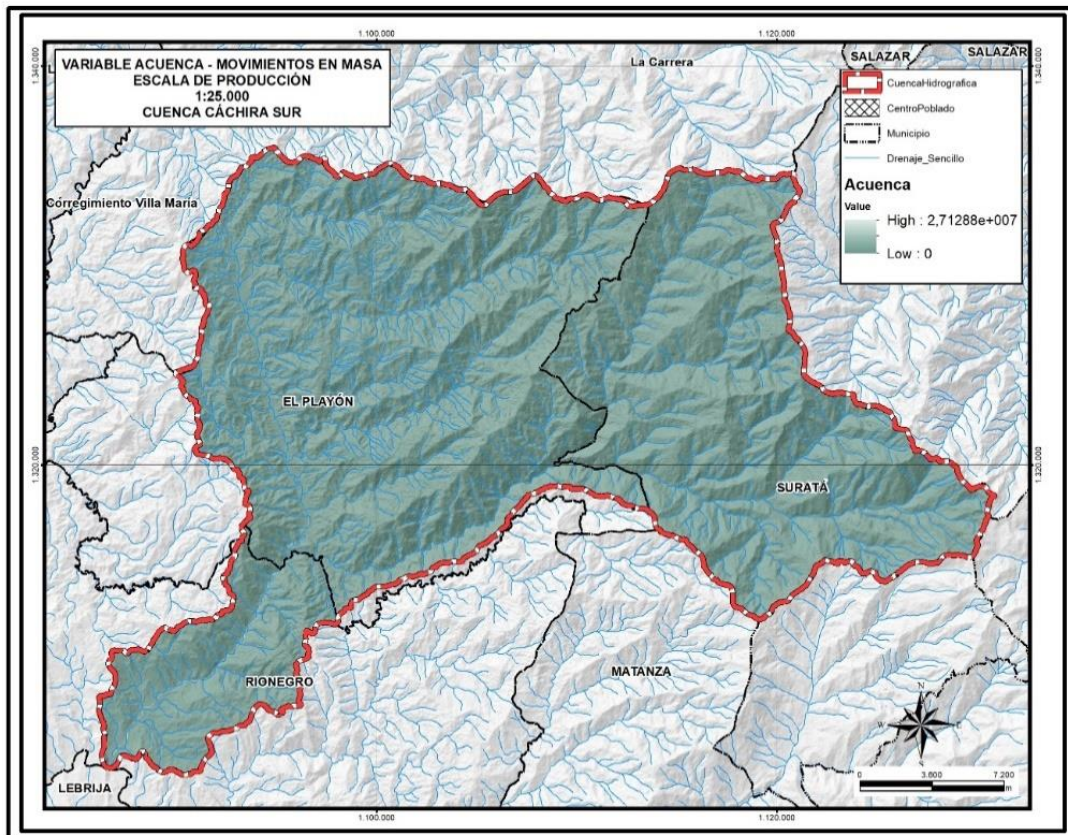 1.100.000
1.120.000
1.340.000
1.340.000
VARIABLE ACUENCA - MOVIMIENTOS EN MASA
ESCALA DE PRODUCCIÓN
1:25.000
CUENCA CÁCHIRA SUR
La Carrera
SALAZAR
SALAZAR
CuencaHidrografica
CentroPoblado
Municipio
Drenaje_Sencillo
Acuenca
Value
High : 2,71288e+007
Low : 0
Corregimiento Villa María
EL PLAYÓN
1.320.000
1.320.000
SURATÁ
RIONEGRO
MATANZA
LEBRIJA
N
W
E
S
0 3.600 7.200
m
1.100.000
1.120.000